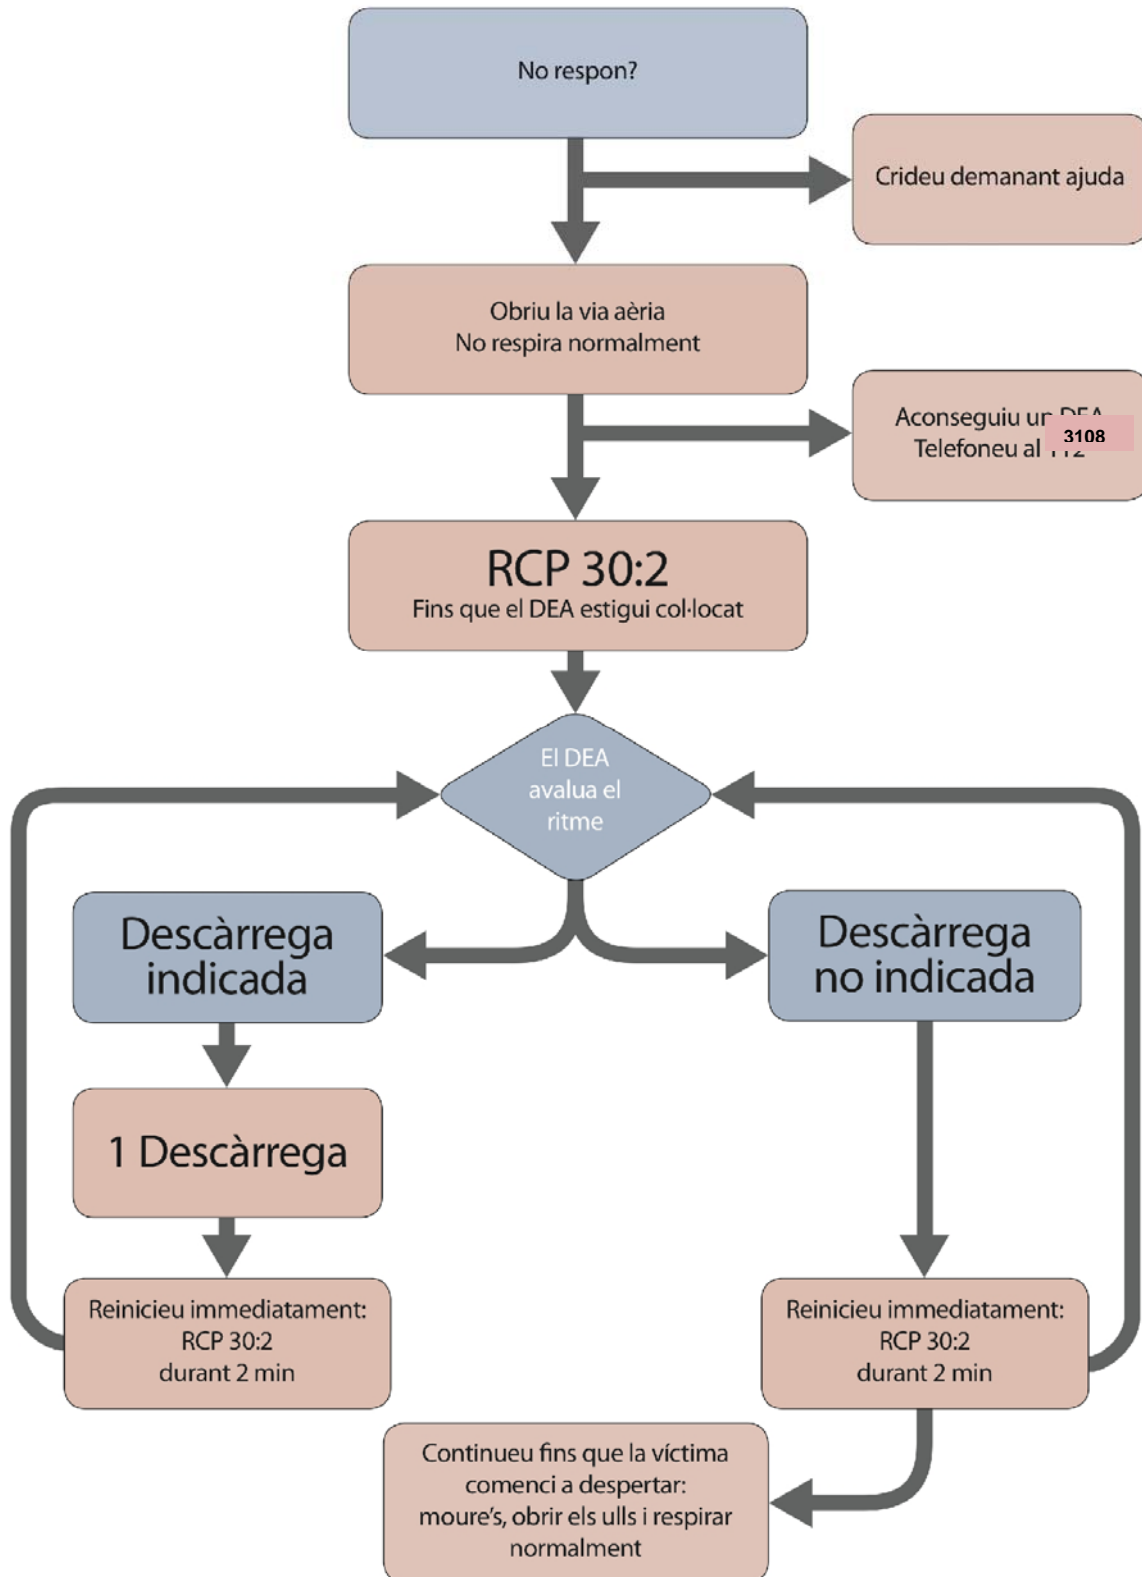 No respon?
Crideu demanant ajuda
Obriu la via aèria
No respira normalment
Aconseguiu un DEA
Telefoneu al 112
3108
RCP 30:2
Fins que el DEA estigui col·locat
El DEA
avalua el
ritme
Descàrrega
indicada
Descàrrega
no indicada
1 Descàrrega
Reinicieu immediatament:
RCP 30:2
durant 2 min
Reinicieu immediatament:
RCP 30:2
durant 2 min
Continueu fins que la víctima
comenci a despertar:
moure's, obrir els ulls i respirar
normalment